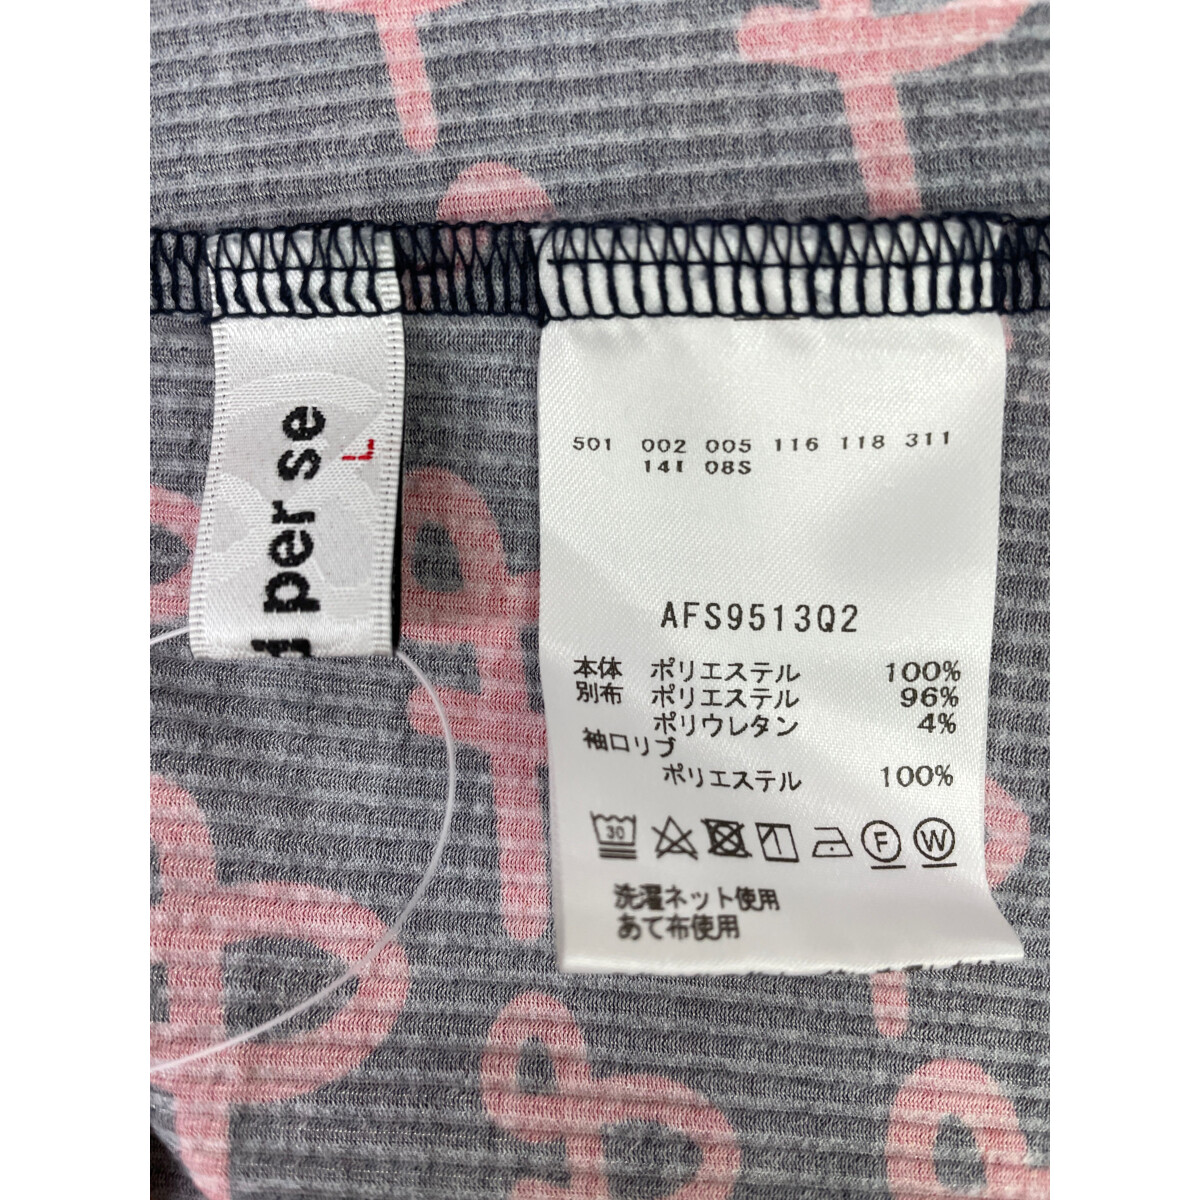 per se
L
501 002 005 116 118 311
141 08S
AFS9513Q2
本体 ポリエステル 100%
別布 ポリエステル 96%
ポリウレタン 4%
袖口リブ
ポリエステル 100%
30 F W
洗濯ネット使用
あて布使用